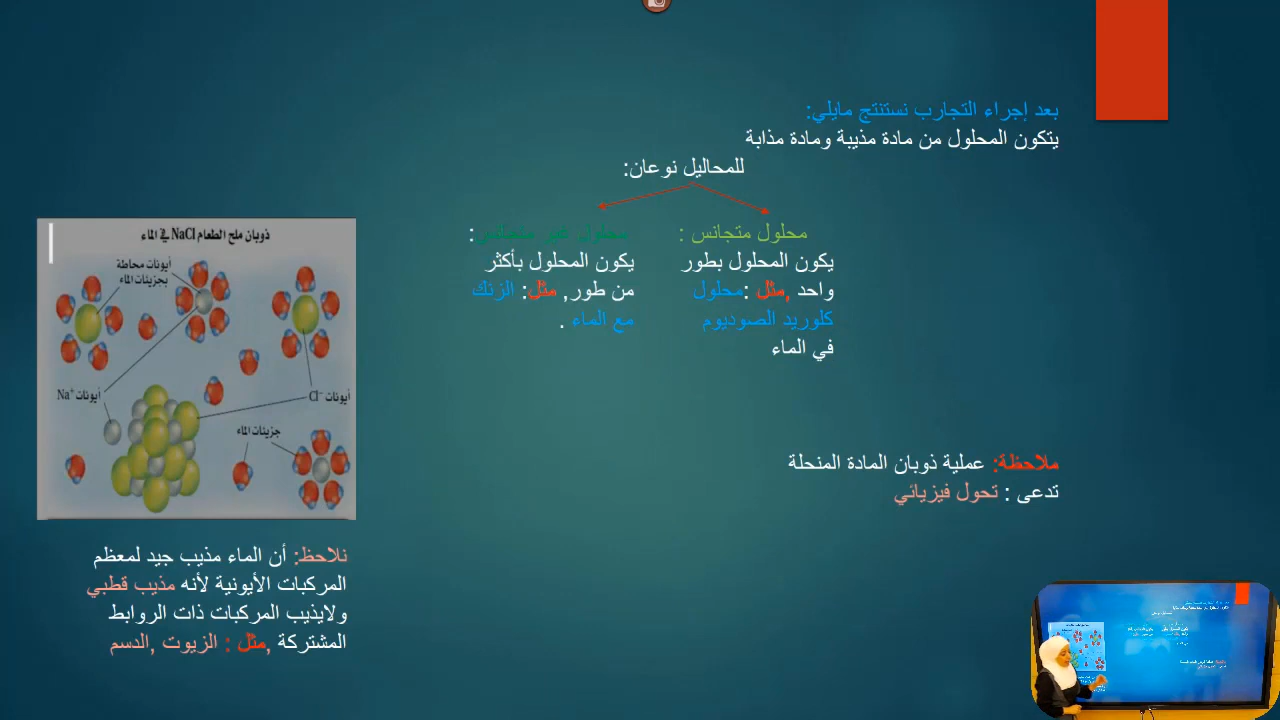 بعد إجراء التجارب نستنتج مايلي:
يتكون المحلول من مادة مذيبة ومادة مذابة
للمحاليل نوعان:
محلول متجانس :
يكون المحلول بطور
واحد ,مثل :محلول
كلوريد الصوديوم
في الماء
محلول غير متجانس:
يكون المحلول بأكثر
من طور, مثل: الزئك
مع الماء .
ملاحظة: عملية ذوبان المادة المنحلة
تدعى : تحول فيزيائي
ذوبان ملح الطعام NaCl في الماء
أيونات محاطة
بجزيئات الماء
أيونات Na⁺
أيونات Cl⁻
جزيئات الماء
نلاحظ: أن الماء مذيب جيد لمعظم
المركبات الأيونية لأنه مذيب قطبي
ولايذيب المركبات ذات الروابط
المشتركة ,مثل : الزيوت ,الدسم